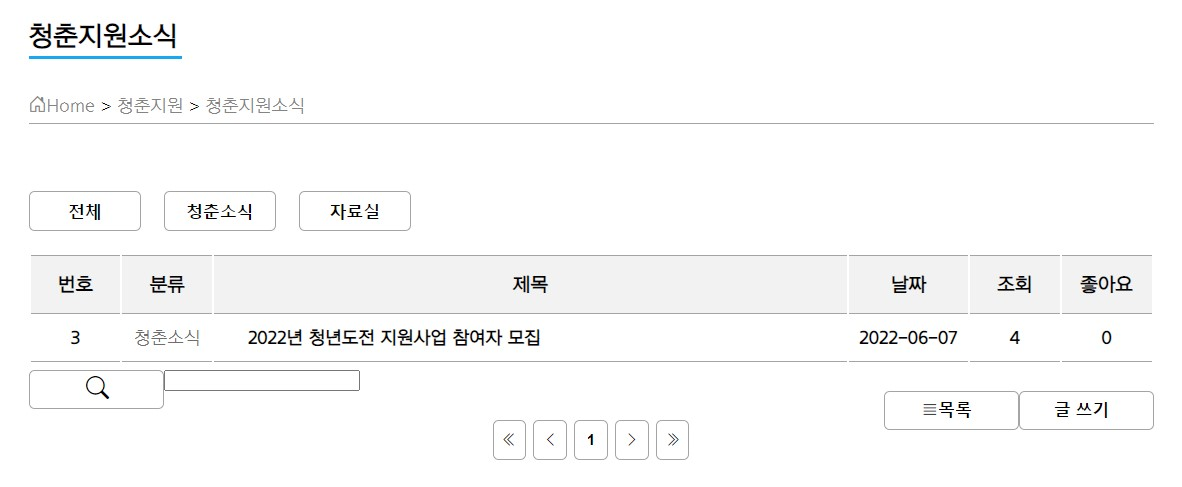 청춘지원소식
Home > 청춘지원 > 청춘지원소식
전체 청춘소식 자료실
번호 분류 제목 날짜 조회 좋아요
3 청춘소식 2022년 청년도전 지원사업 참여자 모집 2022-06-07 4 0
목록 글 쓰기
« < 1 > »